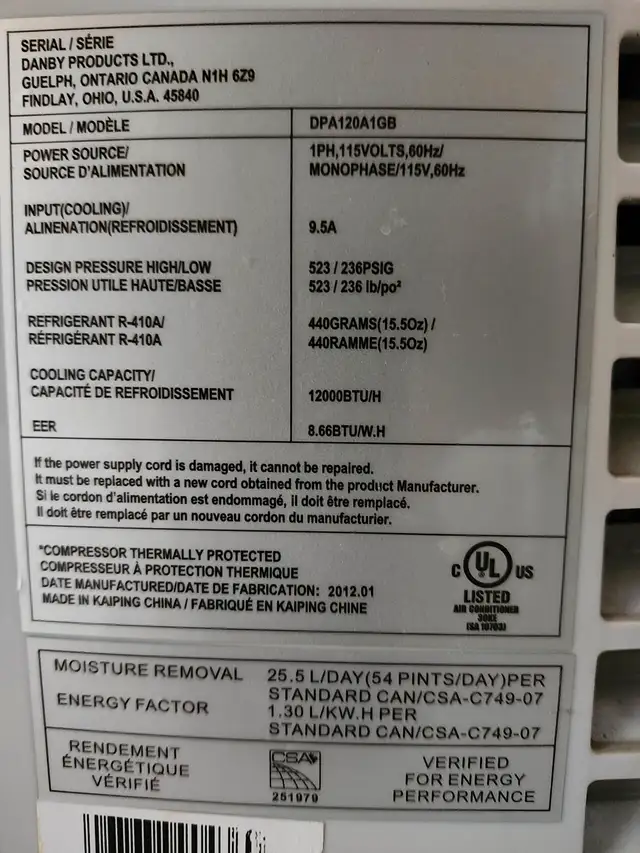 SERIAL / SÉRIE
DANBY PRODUCTS LTD.,
GUELPH, ONTARIO CANADA N1H 6Z9
FINDLAY, OHIO, U.S.A. 45840
MODEL / MODÈLE DPA120A1GB
POWER SOURCE/ 1PH,115VOLTS,60Hz/
SOURCE D'ALIMENTATION MONOPHASE/115V,60Hz
INPUT(COOLING)/
ALINENATION(REFROIDISSEMENT) 9.5A
DESIGN PRESSURE HIGH/LOW 523 / 236PSIG
PRESSION UTILE HAUTE/BASSE 523 / 236 lb/po²
REFRIGERANT R-410A/ 440GRAMS(15.5Oz) /
RÉFRIGÉRANT R-410A 440RAMME(15.5Oz)
COOLING CAPACITY/
CAPACITÉ DE REFROIDISSEMENT 12000BTU/H
EER 8.66BTU/W.H
If the power supply cord is damaged, it cannot be repaired.
It must be replaced with a new cord obtained from the product Manufacturer.
Si le cordon d'alimentation est endommagé, il doit être remplacé.
Il doit être remplacé par un nouveau cordon du manufacturier.
*COMPRESSOR THERMALLY PROTECTED
COMPRESSEUR À PROTECTION THERMIQUE
DATE MANUFACTURED/DATE DE FABRICATION: 2012.01
MADE IN KAIPING CHINA / FABRIQUÉ EN KAIPING CHINE
C UL US
LISTED
AIR CONDITIONER
30KE
(SA 10703)
MOISTURE REMOVAL 25.5 L/DAY(54 PINTS/DAY)PER
STANDARD CAN/CSA-C749-07
ENERGY FACTOR 1.30 L/KW.H PER
STANDARD CAN/CSA-C749-07
RENDEMENT
ÉNERGÉTIQUE
VÉRIFIÉ
CSA
251979
VERIFIED
FOR ENERGY
PERFORMANCE